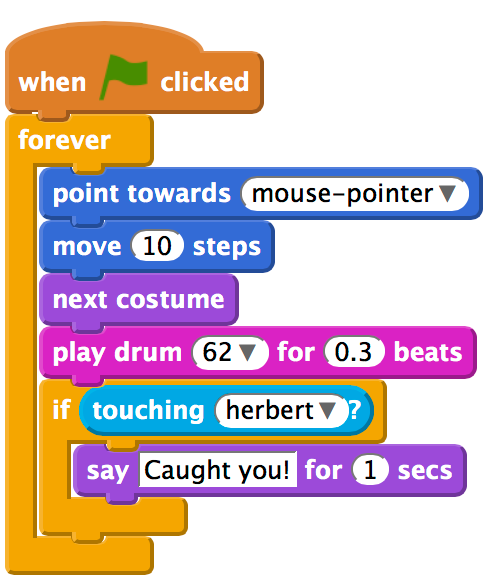 when clicked
forever
point towards mouse-pointer
move 10 steps
next costume
play drum 62 for 0.3 beats
if touching herbert ?
say Caught you! for 1 secs